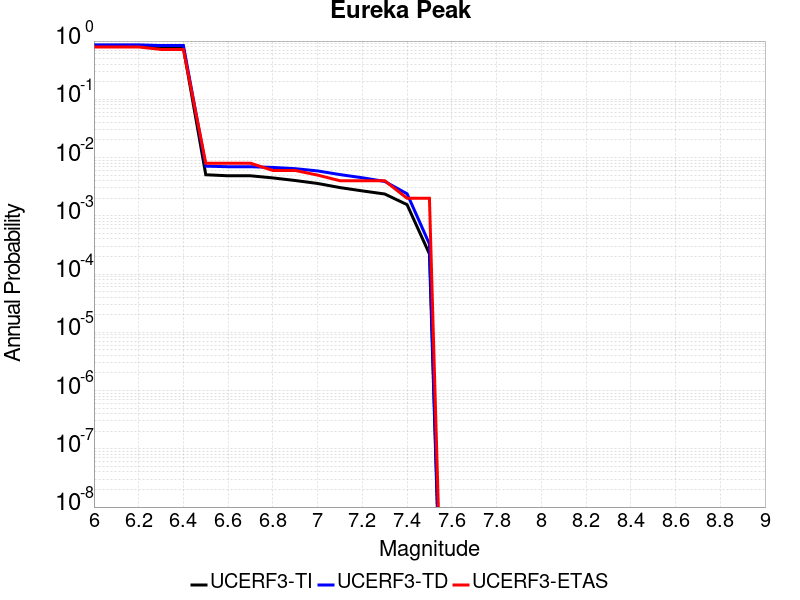 Eureka Peak
10^0
10^-1
10^-2
10^-3
10^-4
10^-5
10^-6
10^-7
10^-8
Annual Probability
6 6.2 6.4 6.6 6.8 7 7.2 7.4 7.6 7.8 8 8.2 8.4 8.6 8.8 9
Magnitude
UCERF3-TI UCERF3-TD UCERF3-ETAS